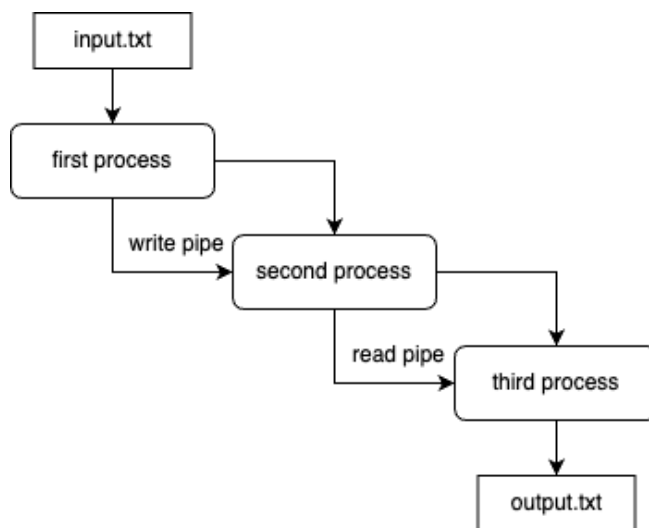 input.txt
first process
write pipe
second process
read pipe
third process
output.txt